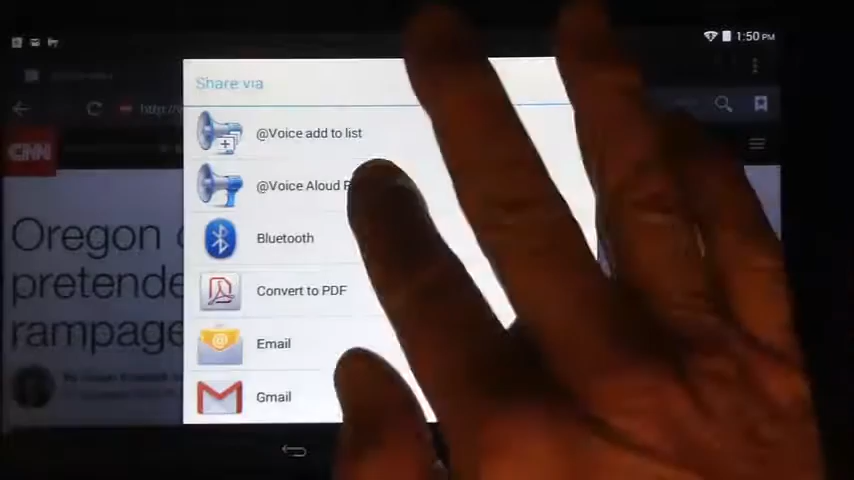 1:50 PM
Share via
http://
CNN
@Voice add to list
@Voice Aloud
Bluetooth
Convert to PDF
Email
Gmail
Oregon
pretende
rampage